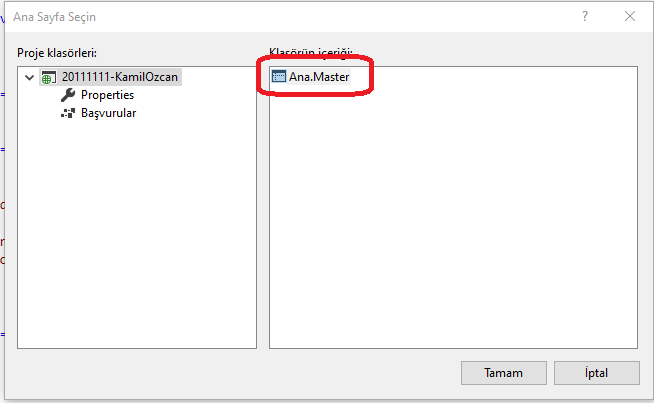 Ana Sayfa Seçin
Proje klasörleri:
Klasörün içeriği:
20111111-KamilOzcan
Ana.Master
Properties
Başvurular
Tamam
İptal